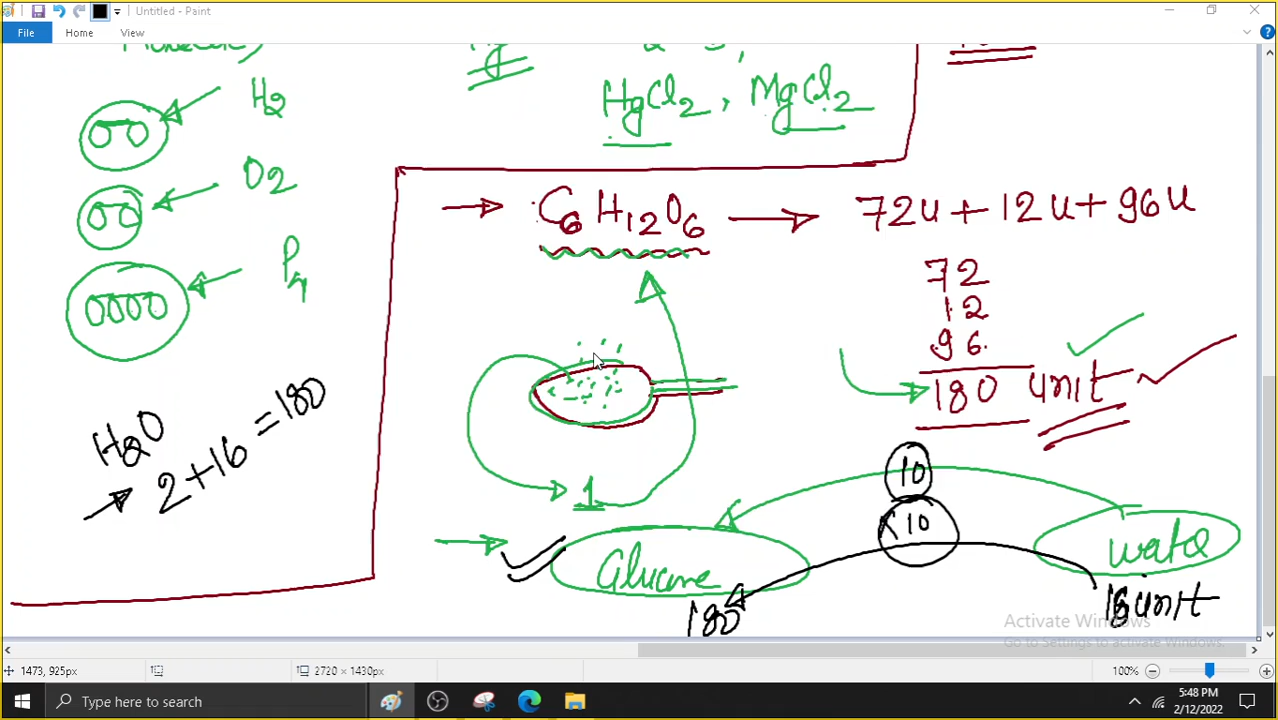 Untitled - Paint
File Home View
H2
O2
P4
HgCl2, MgCl2
C6H12O6 → 72u + 12u + 96u
72
12
96
180 unit
H2O
→ 2+16 = 180
1
10
×10
Glucose
water
180
18 unit
Activate Windows
Go to Settings to activate Windows.
1473, 925px
2720 × 1430px
100%
Type here to search
5:48 PM
2/12/2022